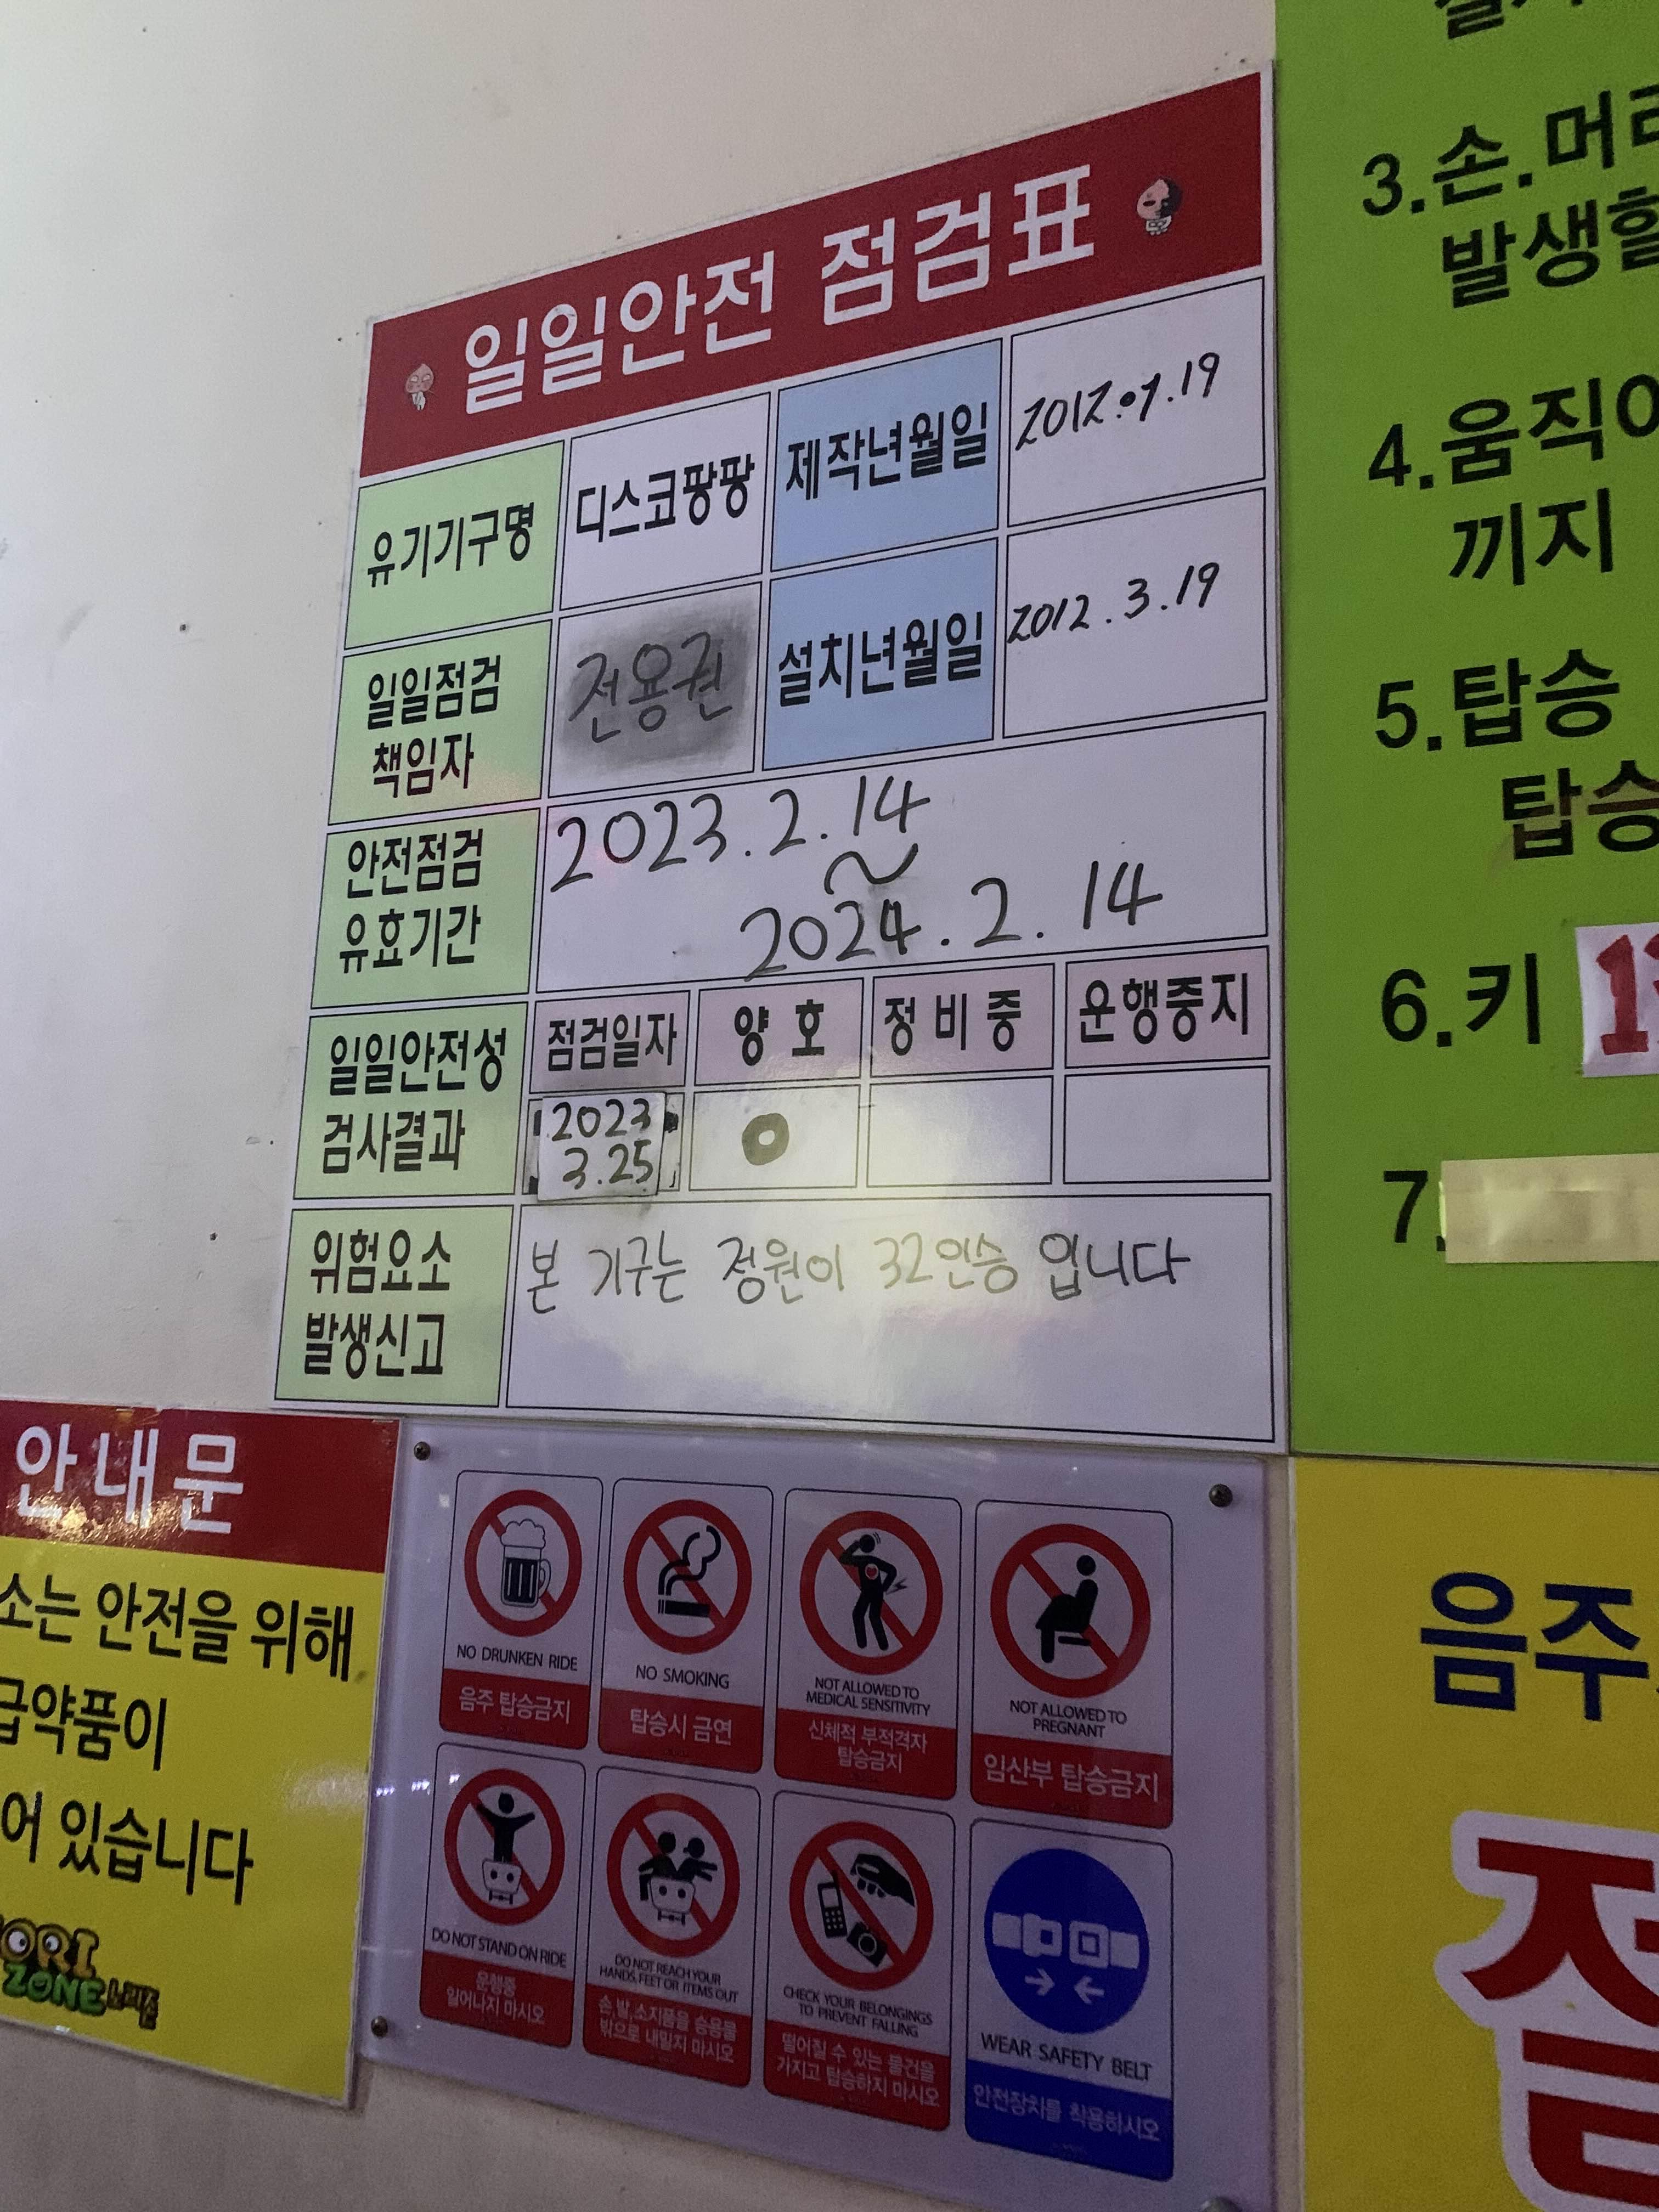 일일안전 점검표
유기기구명 디스코팡팡 제작년월일 2012.07.19
일일점검
책임자
전용권
설치년월일 2012.3.19
안전점검
유효기간
2023.2.14
~
2024.2.14
일일안전성
검사결과
점검일자 양호 정비중 운행중지
2023
3.25
위험요소
발생신고
본 기구는 정원이 32인승 입니다
3.손.머리
발생할
4.움직이
끼지
5.탑승
탑승
6.키
7.
안내문
소는 안전을 위해
급약품이
어 있습니다
ORI
ZONE
NO DRUNKEN RIDE
음주 탑승금지
NO SMOKING
탑승시 금연
NOT ALLOWED TO
MEDICAL SENSITIVITY
신체적 부적격자
탑승금지
NOT ALLOWED TO
PREGNANT
임산부 탑승금지
DO NOT STAND ON RIDE
운행중
일어나지 마시오
DO NOT REACH YOUR
HANDS, FEET OR ITEMS OUT
손,발,소지품을 승용물
밖으로 내밀지 마시오
CHECK YOUR BELONGINGS
TO PREVENT FALLING
떨어질 수 있는 물건을
가지고 탑승하지 마시오
WEAR SAFETY BELT
안전장치를 착용하시오
음주
절